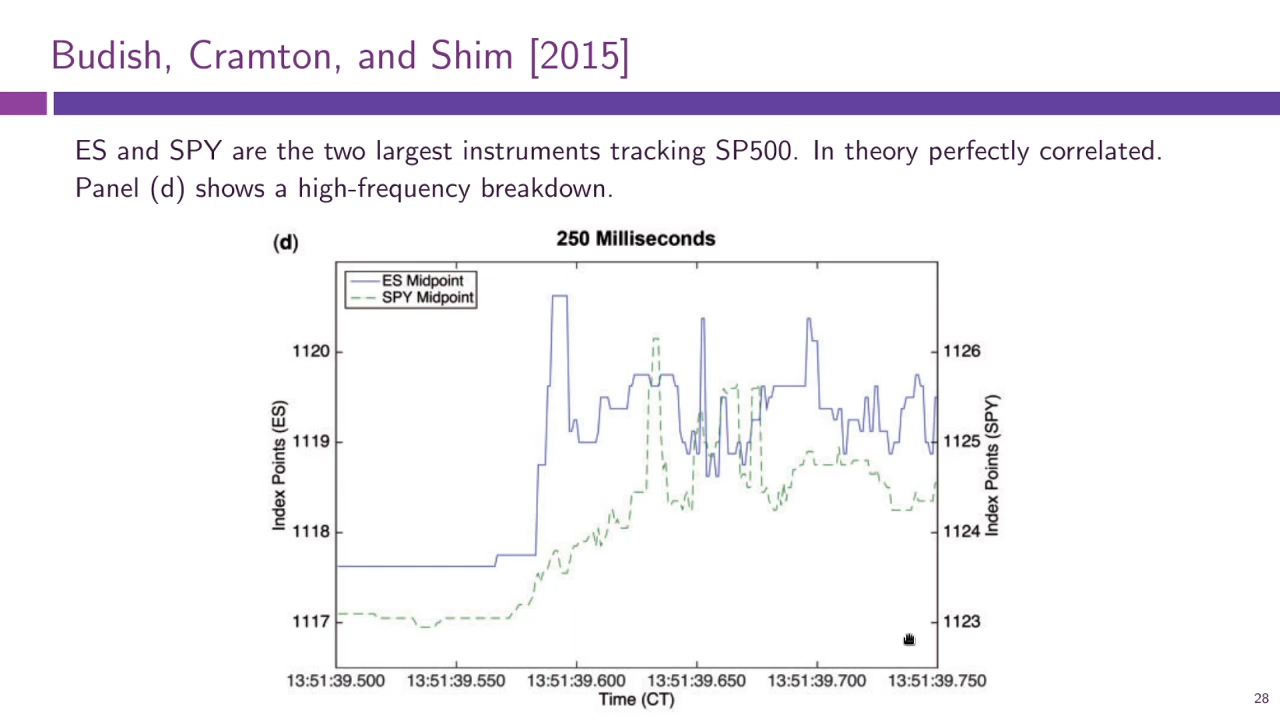 Budish, Cramton, and Shim [2015]
ES and SPY are the two largest instruments tracking SP500. In theory perfectly correlated.
Panel (d) shows a high-frequency breakdown.
(d)
250 Milliseconds
ES Midpoint
SPY Midpoint
1120
1119
1118
1117
Index Points (ES)
1126
1125
1124
1123
Index Points (SPY)
13:51:39.500 13:51:39.550 13:51:39.600 13:51:39.650 13:51:39.700 13:51:39.750
Time (CT)
28